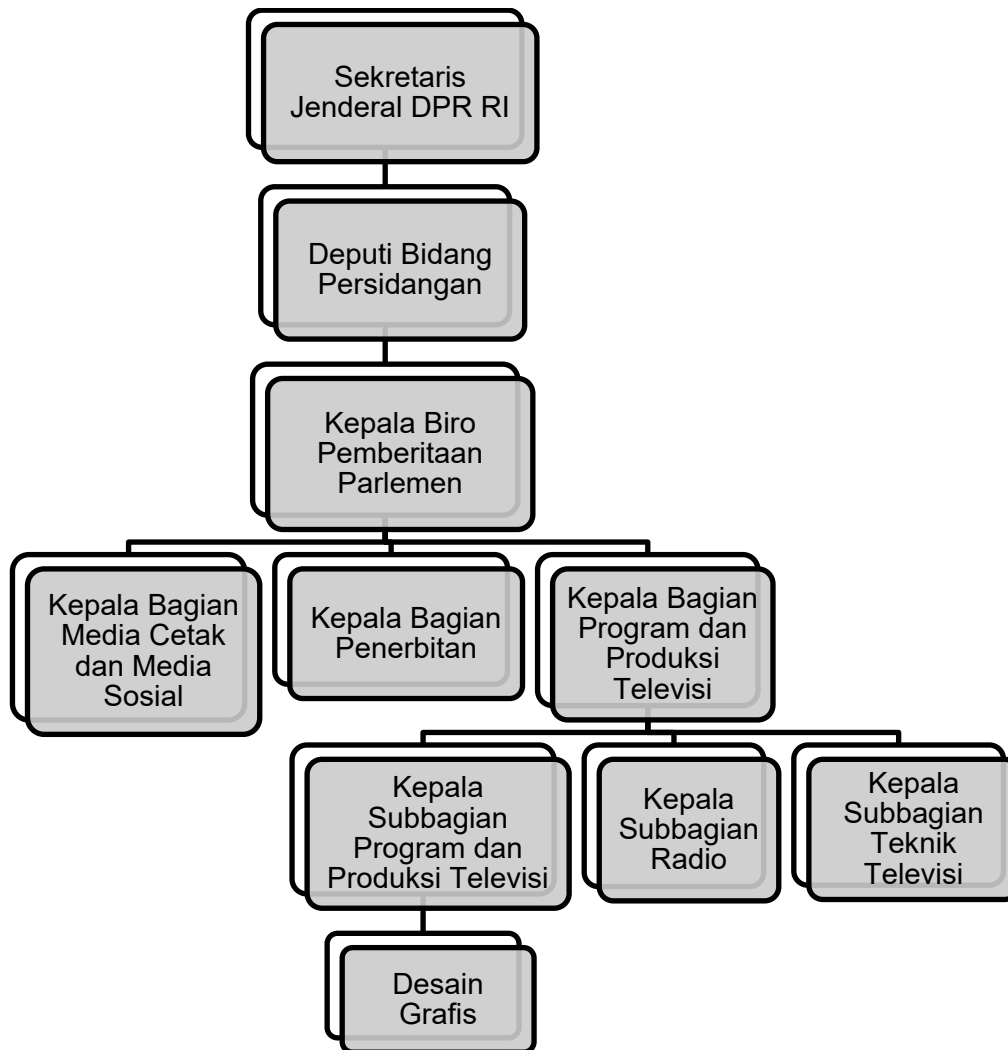 Sekretaris
Jenderal DPR RI
Deputi Bidang
Persidangan
Kepala Biro
Pemberitaan
Parlemen
Kepala Bagian
Media Cetak
dan Media
Sosial
Kepala Bagian
Penerbitan
Kepala Bagian
Program dan
Produksi
Televisi
Kepala
Subbagian
Program dan
Produksi Televisi
Kepala
Subbagian
Radio
Kepala
Subbagian
Teknik
Televisi
Desain
Grafis